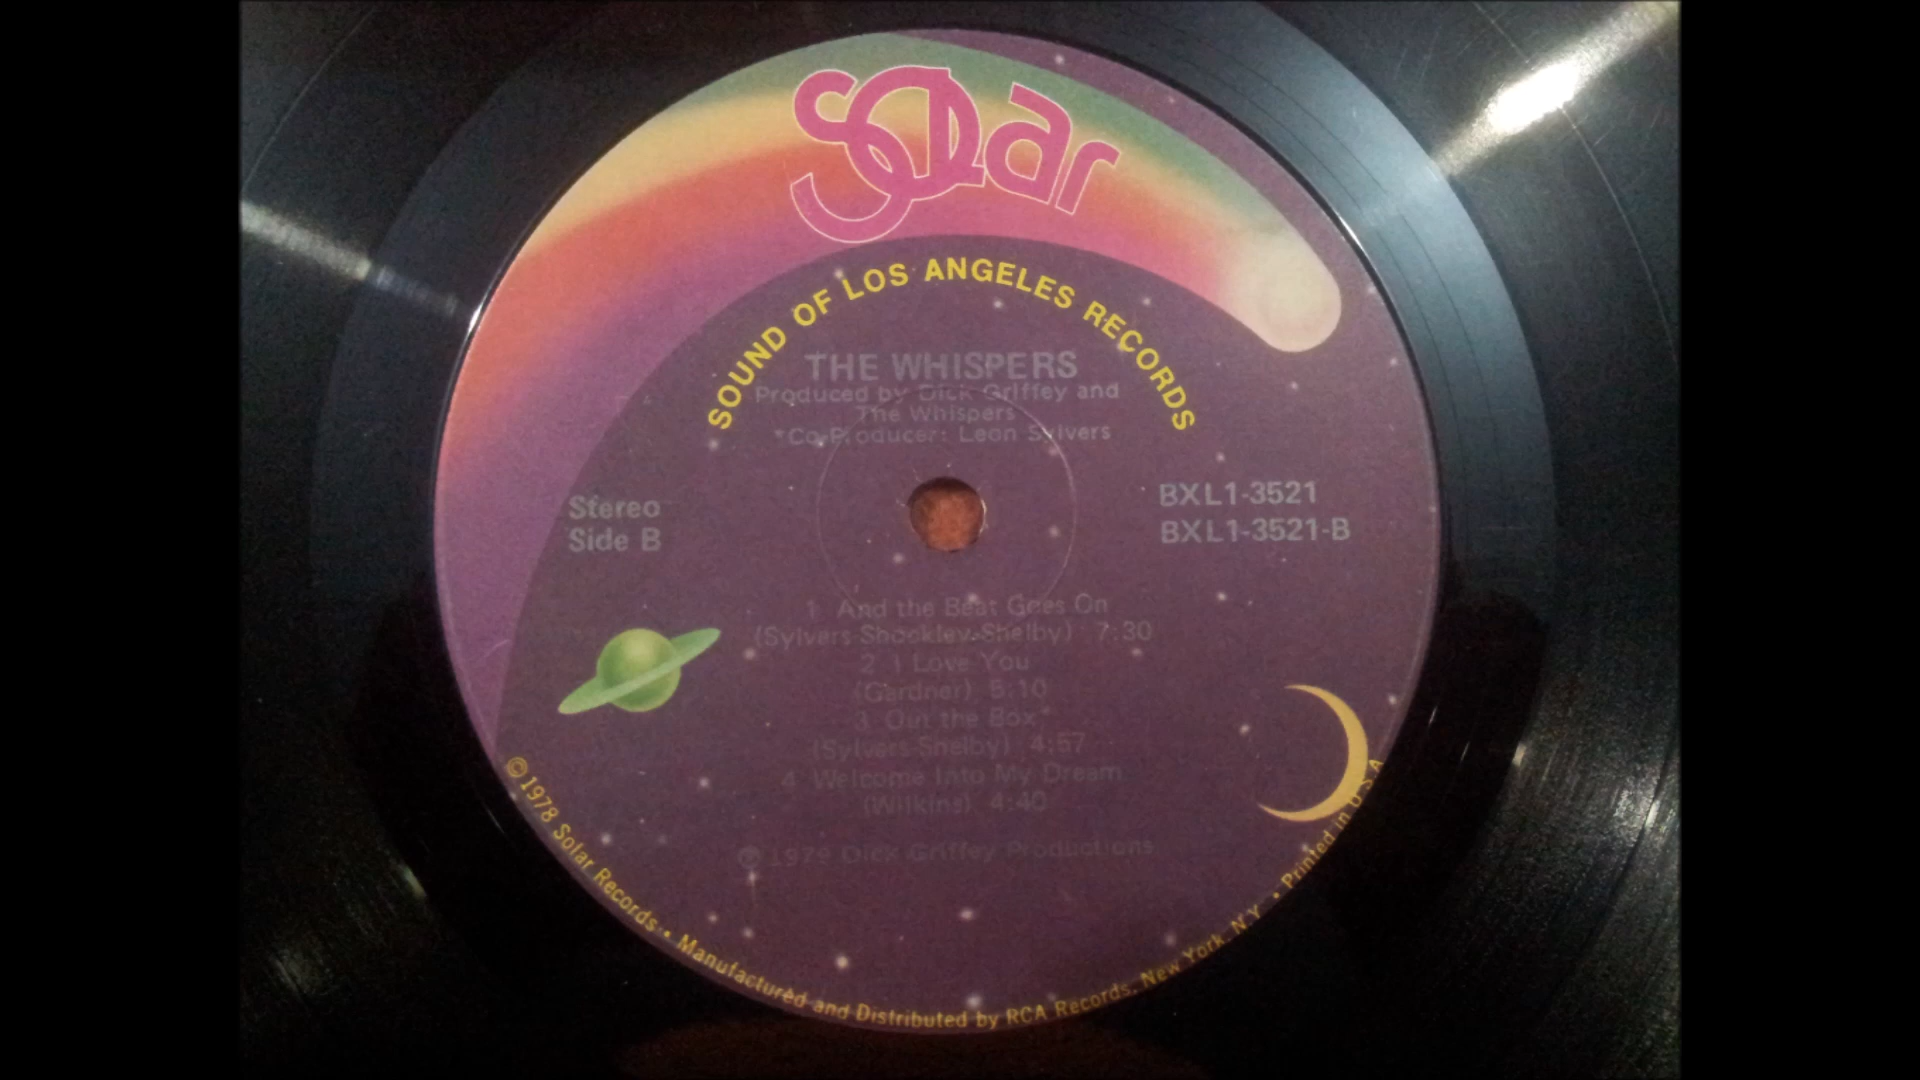 Solar
SOUND OF LOS ANGELES RECORDS
THE WHISPERS
Produced by Dick Griffey and
The Whispers
*Co-Producer: Leon Sylvers
Stereo
Side B
BXL1-3521
BXL1-3521-B
1 And the Beat Goes On
(Sylvers-Shockley-Shelby) 7:30
2 I Love You
(Gardner) 5:10
3 Out the Box*
(Sylvers-Shelby) 4:57
4 Welcome Into My Dream
(Wilkins) 4:40
℗ 1979 Dick Griffey Productions
© 1978 Solar Records • Manufactured and Distributed by RCA Records, New York, N.Y. • Printed in U.S.A.